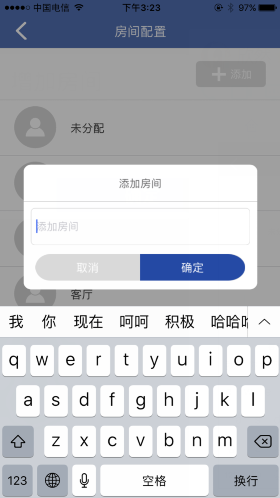 中国电信 下午3:23 97%
房间配置
添加
未分配
添加房间
添加房间
取消 确定
客厅
我 你 现在 呵呵 积极 哈哈哈
q w e r t y u i o p
a s d f g h j k l
z x c v b n m
123 空格 换行